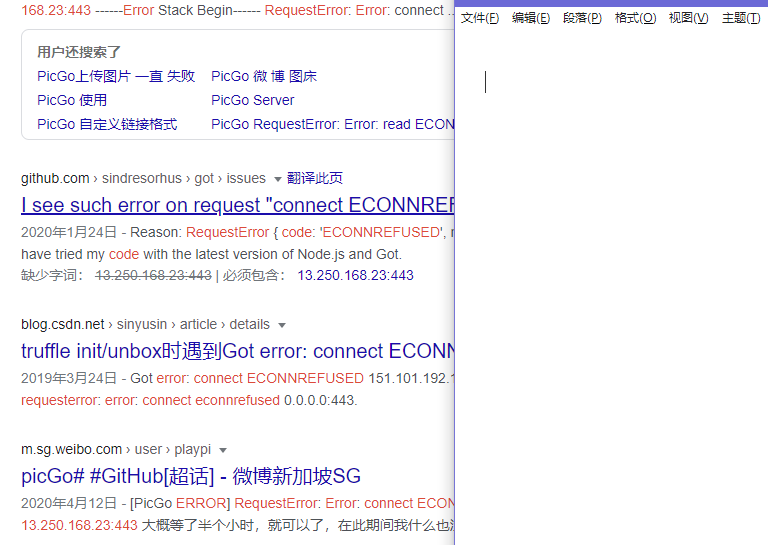 168.23:443 ------Error Stack Begin------ RequestError: Error: connect ..
用户还搜索了
PicGo上传图片 一直 失败 PicGo 微 博 图床
PicGo 使用 PicGo Server
PicGo 自定义链接格式 PicGo RequestError: Error: read ECON
github.com › sindresorhus › got › issues 翻译此页
I see such error on request "connect ECONNREF
2020年1月24日 - Reason: RequestError { code: 'ECONNREFUSED',
have tried my code with the latest version of Node.js and Got.
缺少字词： 13.250.168.23:443 | 必须包含： 13.250.168.23:443
blog.csdn.net › sinyusin › article › details
truffle init/unbox时遇到Got error: connect ECONN
2019年3月24日 - Got error: connect ECONNREFUSED 151.101.192.1
requesterror: error: connect econnrefused 0.0.0.0:443.
m.sg.weibo.com › user › playpi
picGo# #GitHub[超话] - 微博新加坡SG
2020年4月12日 - [PicGo ERROR] RequestError: Error: connect ECON
13.250.168.23:443 大概等了半个小时，就可以了，在此期间我什么也
文件(F) 编辑(E) 段落(P) 格式(O) 视图(V) 主题(T)